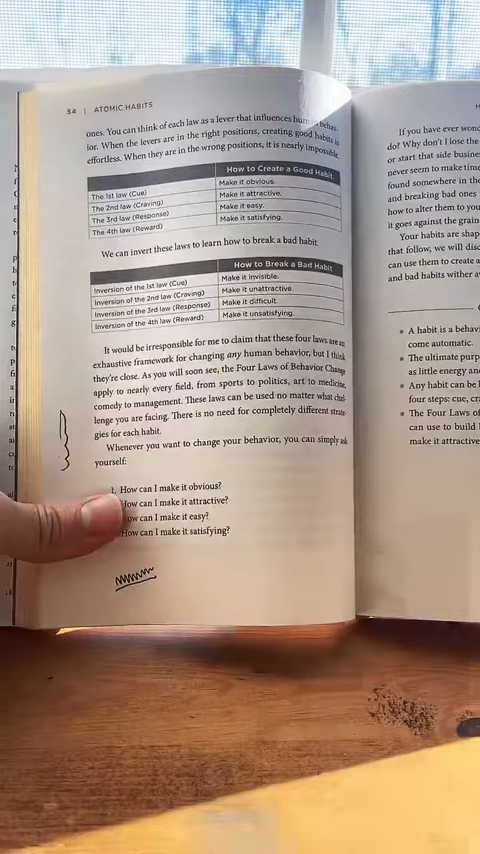 54 | ATOMIC HABITS
ones. You can think of each law as a lever that influences human behav-
ior. When the levers are in the right positions, creating good habits is
effortless. When they are in the wrong positions, it is nearly impossible.
How to Create a Good Habit
The 1st law (Cue) Make it obvious.
The 2nd law (Craving) Make it attractive.
The 3rd law (Response) Make it easy.
The 4th law (Reward) Make it satisfying.
We can invert these laws to learn how to break a bad habit.
How to Break a Bad Habit
Inversion of the 1st law (Cue) Make it invisible.
Inversion of the 2nd law (Craving) Make it unattractive.
Inversion of the 3rd law (Response) Make it difficult.
Inversion of the 4th law (Reward) Make it unsatisfying.
It would be irresponsible for me to claim that these four laws are an
exhaustive framework for changing any human behavior, but I think
they're close. As you will soon see, the Four Laws of Behavior Change
apply to nearly every field, from sports to politics, art to medicine,
comedy to management. These laws can be used no matter what chal-
lenge you are facing. There is no need for completely different strate-
gies for each habit.
Whenever you want to change your behavior, you can simply ask
yourself:
1. How can I make it obvious?
How can I make it attractive?
How can I make it easy?
How can I make it satisfying?
If you have ever
do? Why don't I lose the
or start that side
never seem to make
found somewhere in the
and breaking bad ones
how to alter them to
it goes against the grain
Your habits are
that follow, we will
can use them to create
and bad habits wither
▪ A habit is a
come automatic.
▪ The ultimate
as little energy
▪ Any habit can be
four steps: cue,
▪ The Four Laws of
can use to build
make it attractive